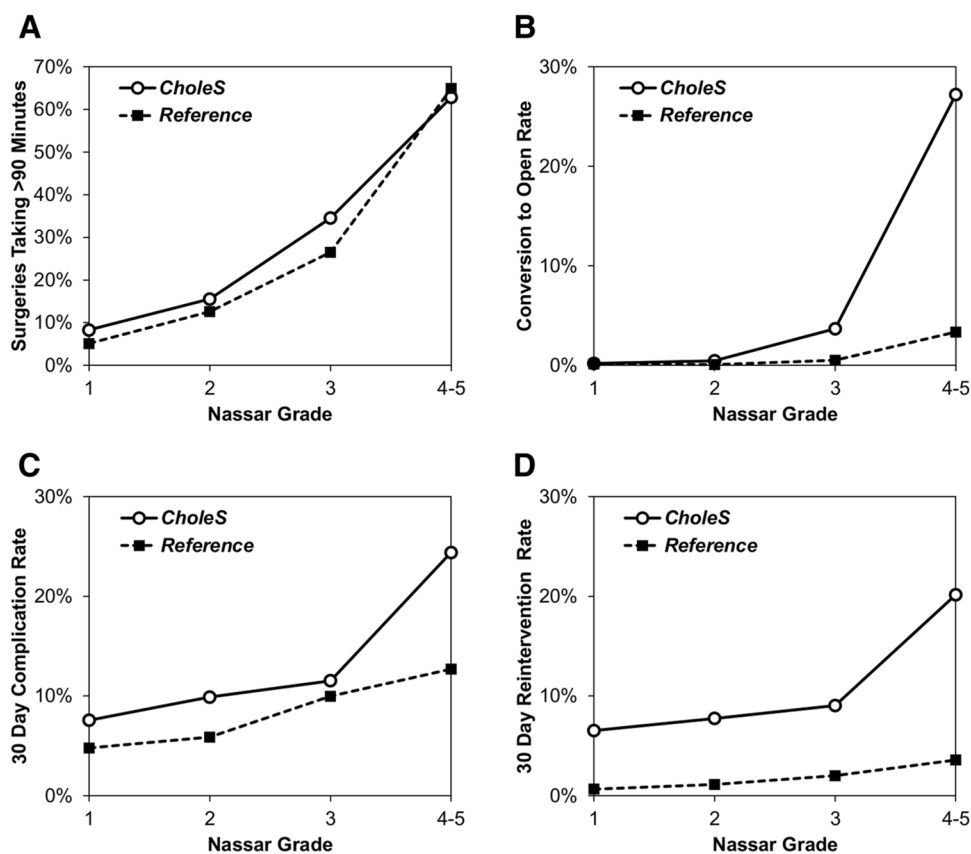 A
Surgeries Taking >90 Minutes
70%
60%
50%
40%
30%
20%
10%
0%
CholeS
Reference
1 2 3 4-5
Nassar Grade
B
Conversion to Open Rate
30%
20%
10%
0%
CholeS
Reference
1 2 3 4-5
Nassar Grade
C
30 Day Complication Rate
30%
20%
10%
0%
CholeS
Reference
1 2 3 4-5
Nassar Grade
D
30 Day Reintervention Rate
30%
20%
10%
0%
CholeS
Reference
1 2 3 4-5
Nassar Grade